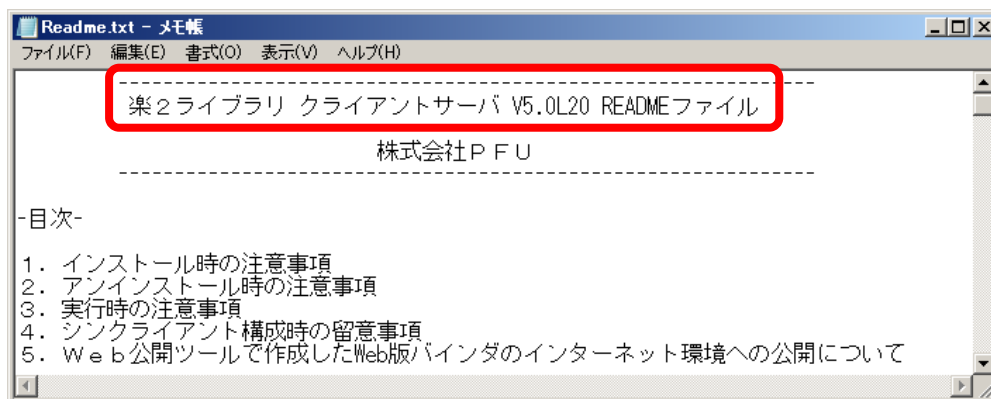 Readme.txt - メモ帳
ファイル(F) 編集(E) 書式(O) 表示(V) ヘルプ(H)
------------------------------------------------------------
楽２ライブラリ クライアントサーバ V5.0L20 READMEファイル
株式会社ＰＦＵ
------------------------------------------------------------
-目次-
１．インストール時の注意事項
２．アンインストール時の注意事項
３．実行時の注意事項
４．シンクライアント構成時の留意事項
５．Ｗｅｂ公開ツールで作成したWeb版バインダのインターネット環境への公開について